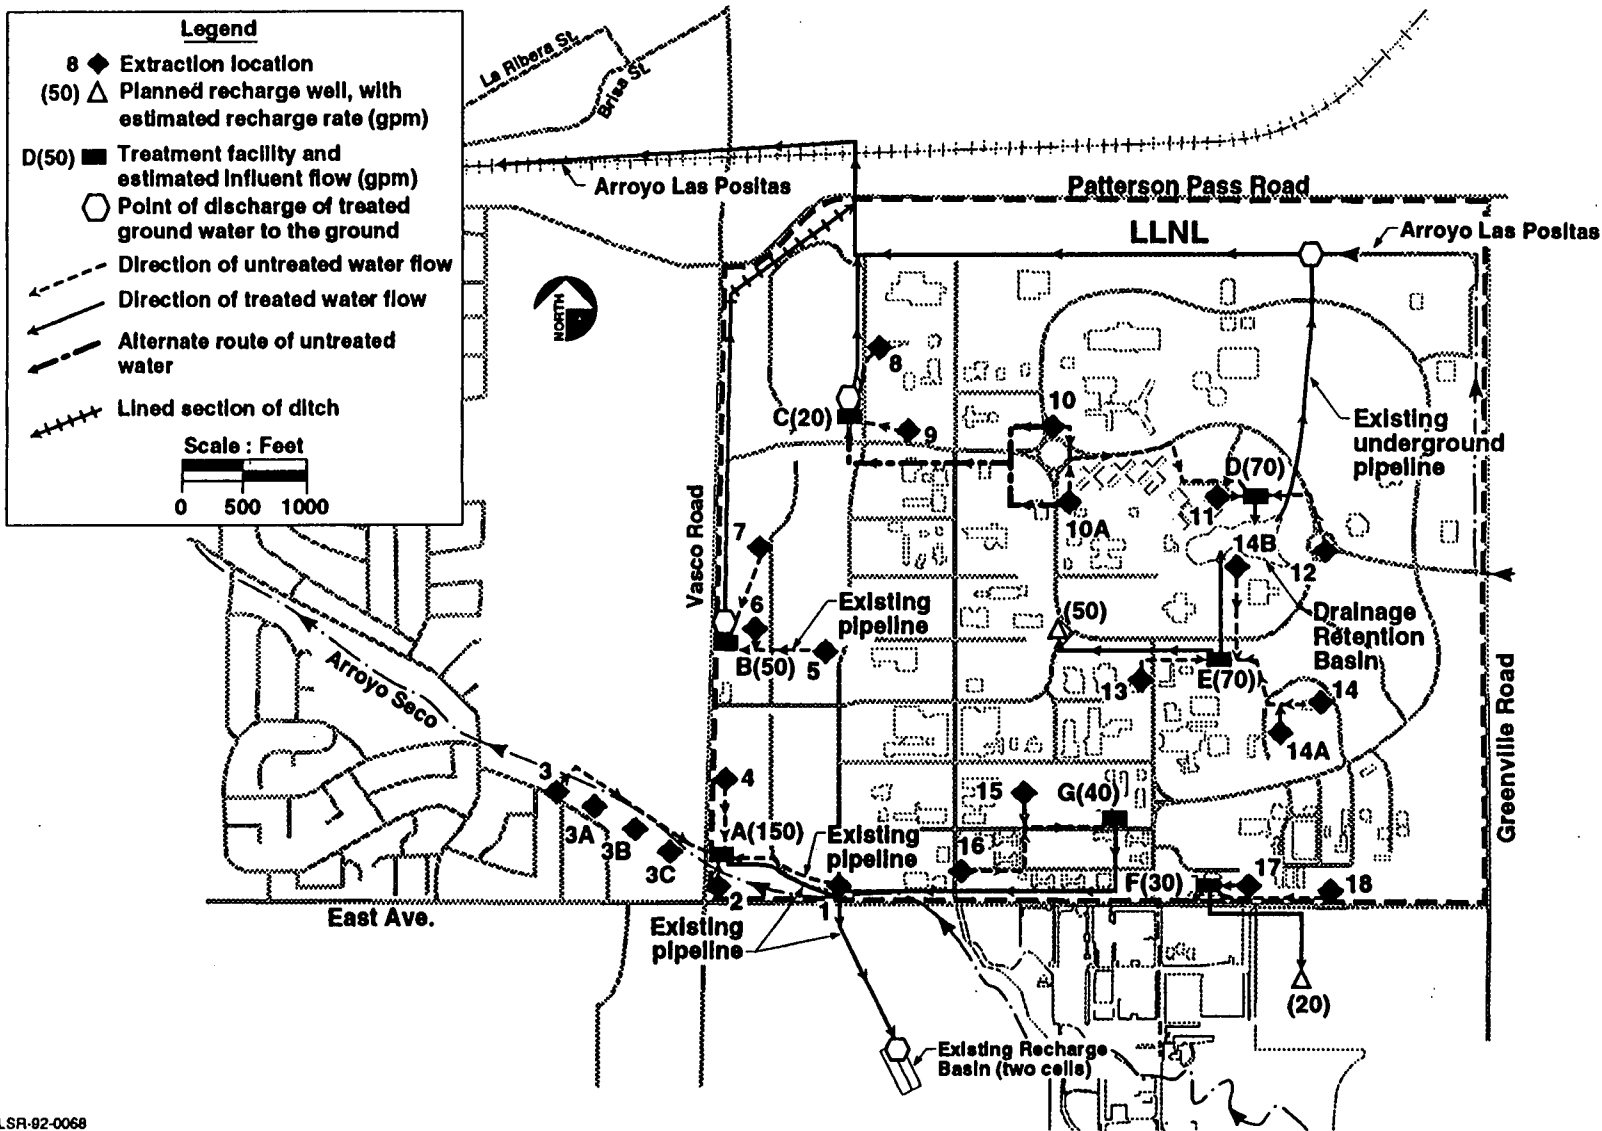 Legend
8 Extraction location
(50) Planned recharge well, with
estimated recharge rate (gpm)
D(50) Treatment facility and
estimated influent flow (gpm)
Point of discharge of treated
ground water to the ground
Direction of untreated water flow
Direction of treated water flow
Alternate route of untreated
water
Lined section of ditch
Scale : Feet
0 500 1000
La Ribera St.
Brisa St.
Arroyo Las Positas
Patterson Pass Road
LLNL
Arroyo Las Positas
NORTH
8
C(20)
9
10
10A
Existing
underground
pipeline
D(70)
11
14B
12
Vasco Road
7
6
Existing
pipeline
B(50)
5
(50)
Drainage
Retention
Basin
E(70)
13
14
14A
Greenville Road
Arroyo Seco
3
3A
3B
3C
4
A(150)
Existing
pipeline
15
G(40)
16
F(30)
17
18
2
1
East Ave.
Existing
pipeline
(20)
Existing Recharge
Basin (two cells)
LSR-92-0068